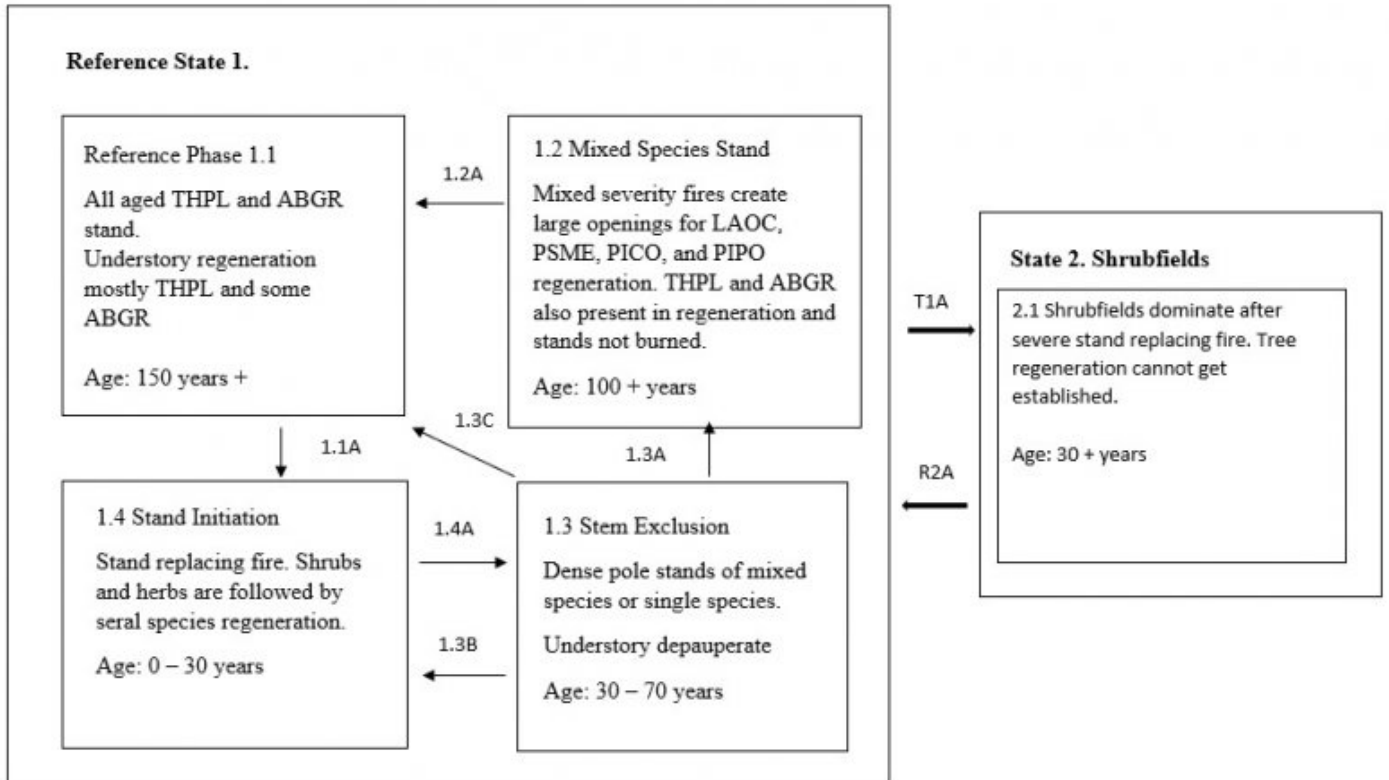 Reference State 1.
Reference Phase 1.1
All aged THPL and ABGR
stand.
Understory regeneration
mostly THPL and some
ABGR
Age: 150 years +
1.2A
1.2 Mixed Species Stand
Mixed severity fires create
large openings for LAOC,
PSME, PICO, and PIPO
regeneration. THPL and ABGR
also present in regeneration and
stands not burned.
Age: 100 + years
1.1A
1.3C
1.3A
1.4 Stand Initiation
Stand replacing fire. Shrubs
and herbs are followed by
seral species regeneration.
Age: 0 – 30 years
1.4A
1.3B
1.3 Stem Exclusion
Dense pole stands of mixed
species or single species.
Understory depauperate
Age: 30 – 70 years
T1A
R2A
State 2. Shrubfields
2.1 Shrubfields dominate after
severe stand replacing fire. Tree
regeneration cannot get
established.
Age: 30 + years